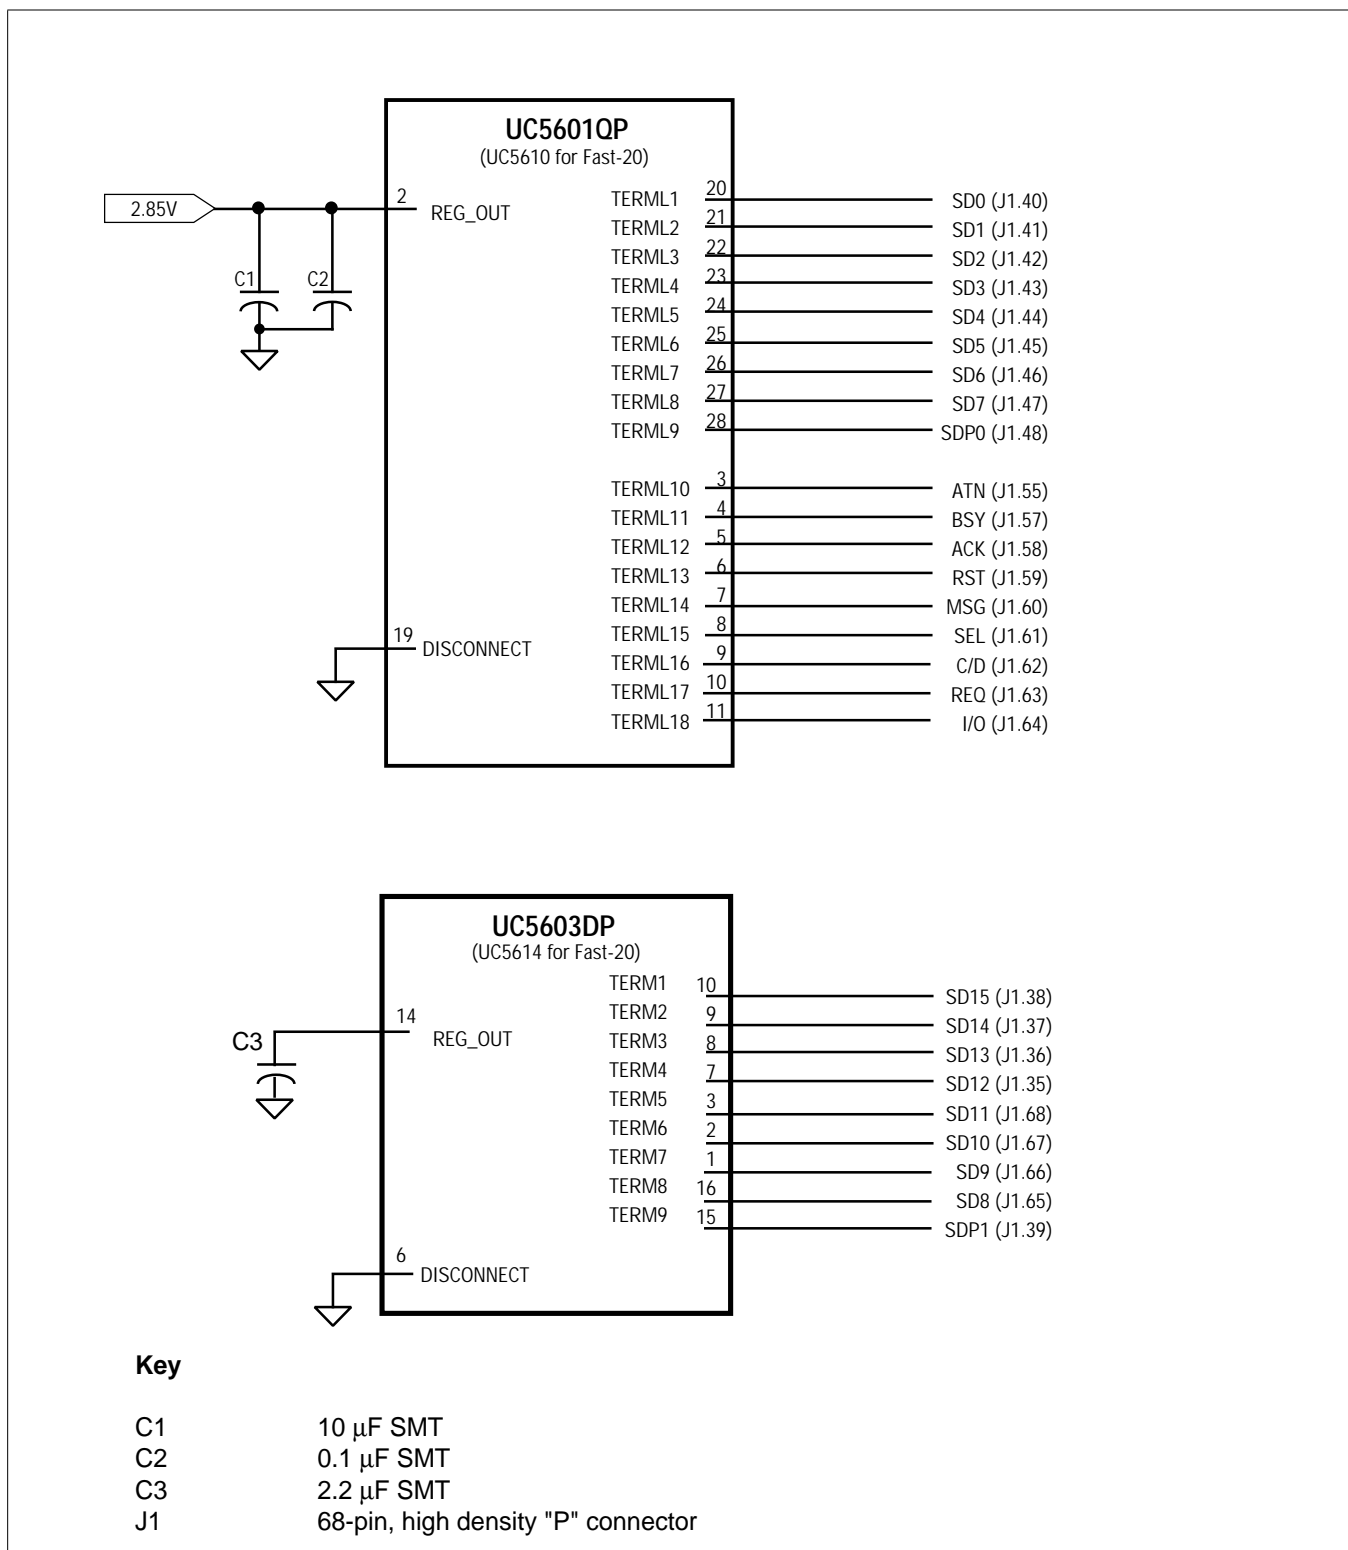 UC5601QP
(UC5610 for Fast-20)
2.85V
2
REG_OUT
C1
C2
TERML1 20 SD0 (J1.40)
TERML2 21 SD1 (J1.41)
TERML3 22 SD2 (J1.42)
TERML4 23 SD3 (J1.43)
TERML5 24 SD4 (J1.44)
TERML6 25 SD5 (J1.45)
TERML7 26 SD6 (J1.46)
TERML8 27 SD7 (J1.47)
TERML9 28 SDP0 (J1.48)
TERML10 3 ATN (J1.55)
TERML11 4 BSY (J1.57)
TERML12 5 ACK (J1.58)
TERML13 6 RST (J1.59)
TERML14 7 MSG (J1.60)
TERML15 8 SEL (J1.61)
TERML16 9 C/D (J1.62)
TERML17 10 REQ (J1.63)
TERML18 11 I/O (J1.64)
19 DISCONNECT
UC5603DP
(UC5614 for Fast-20)
14
REG_OUT
C3
TERM1 10 SD15 (J1.38)
TERM2 9 SD14 (J1.37)
TERM3 8 SD13 (J1.36)
TERM4 7 SD12 (J1.35)
TERM5 3 SD11 (J1.68)
TERM6 2 SD10 (J1.67)
TERM7 1 SD9 (J1.66)
TERM8 16 SD8 (J1.65)
TERM9 15 SDP1 (J1.39)
6
DISCONNECT
Key
C1 10 µF SMT
C2 0.1 µF SMT
C3 2.2 µF SMT
J1 68-pin, high density "P" connector